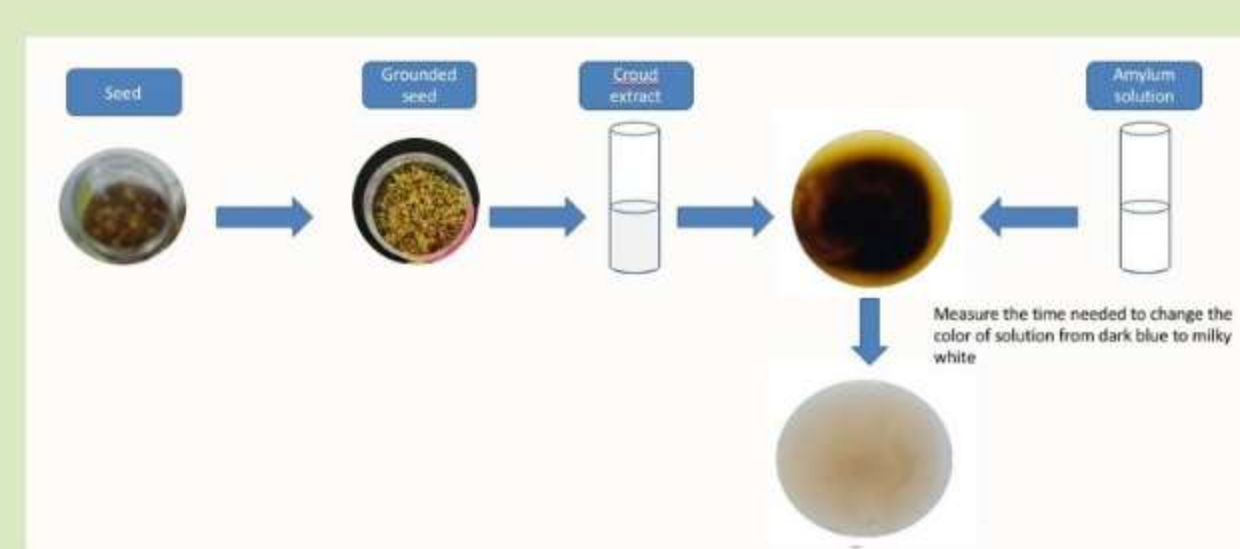 Seed
Grounded
seed
Croud
extract
Amylum
solution
Measure the time needed to change the
color of solution from dark blue to milky
white